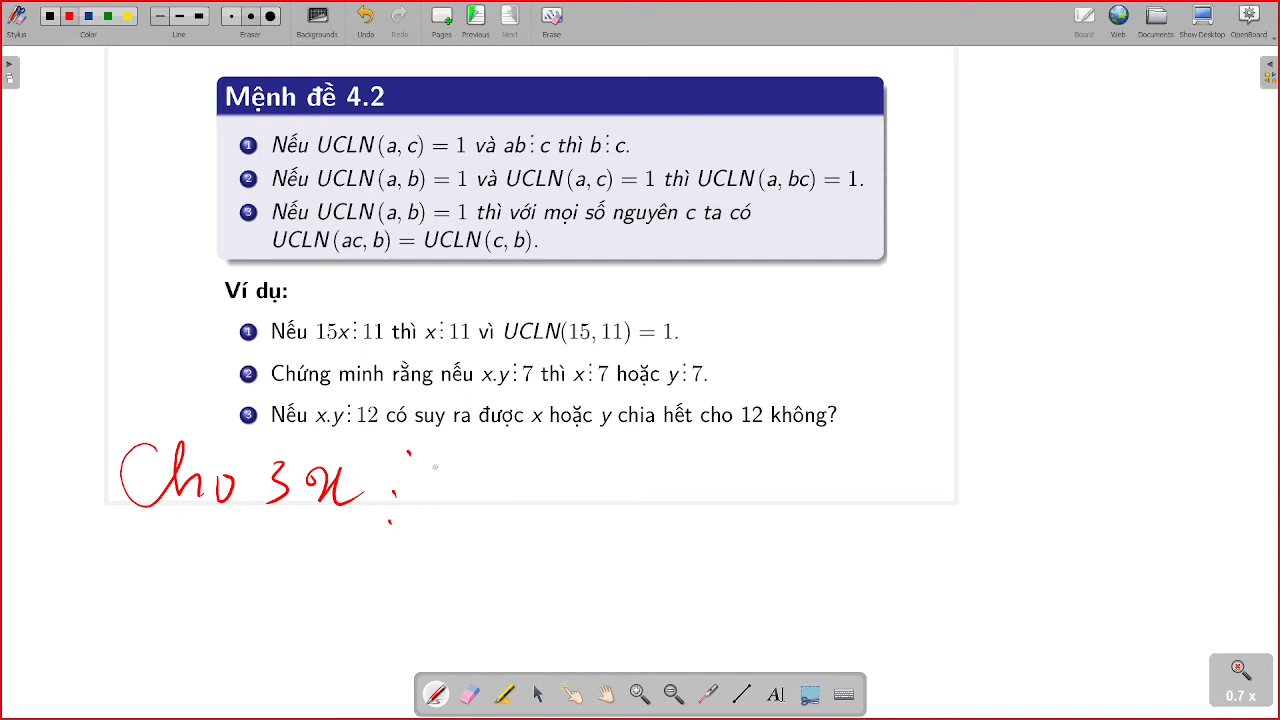 Stylus
Color
Line
Eraser
Backgrounds
Undo
Redo
Pages
Previous
Next
Erase
Board
Web
Documents
Show Desktop
OpenBoard
Mệnh đề 4.2
1 Nếu UCLN(a, c) = 1 và ab⋮c thì b⋮c.
2 Nếu UCLN(a, b) = 1 và UCLN(a, c) = 1 thì UCLN(a, bc) = 1.
3 Nếu UCLN(a, b) = 1 thì với mọi số nguyên c ta có
UCLN(ac, b) = UCLN(c, b).
Ví dụ:
1 Nếu 15x⋮11 thì x⋮11 vì UCLN(15, 11) = 1.
2 Chứng minh rằng nếu x.y⋮7 thì x⋮7 hoặc y⋮7.
3 Nếu x.y⋮12 có suy ra được x hoặc y chia hết cho 12 không?
Cho 3x ⋮
AI
0.7 x